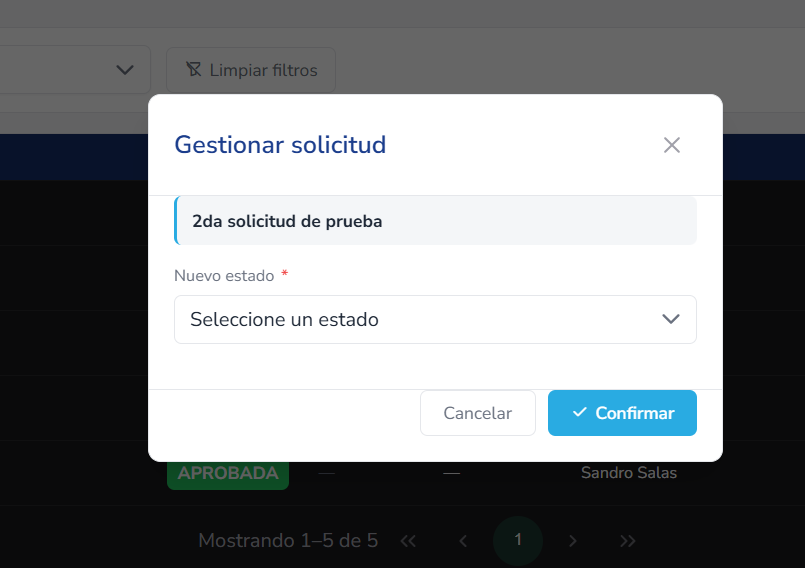 Limpiar filtros
Gestionar solicitud
2da solicitud de prueba
Nuevo estado *
Seleccione un estado
Cancelar
Confirmar
APROBADA — — Sandro Salas
Mostrando 1–5 de 5 « ‹ 1 › »